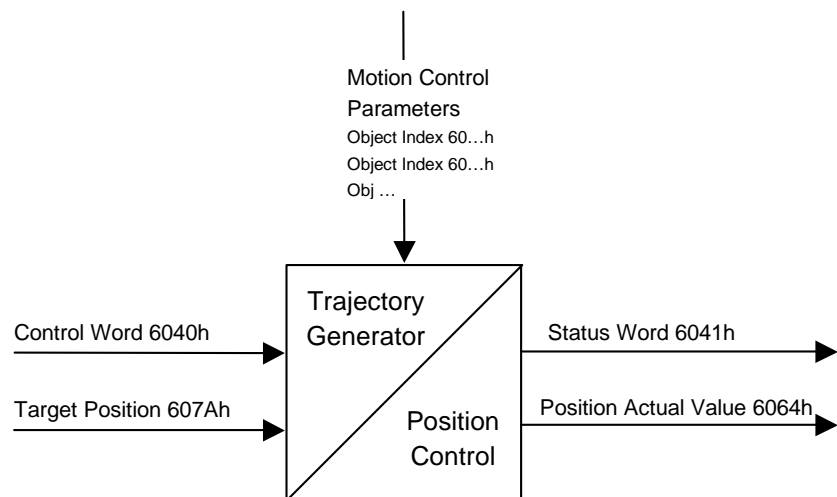 Motion Control
Parameters
Object Index 60…h
Object Index 60…h
Obj …
Trajectory
Generator
Control Word 6040h
Target Position 607Ah
Status Word 6041h
Position Actual Value 6064h
Position
Control